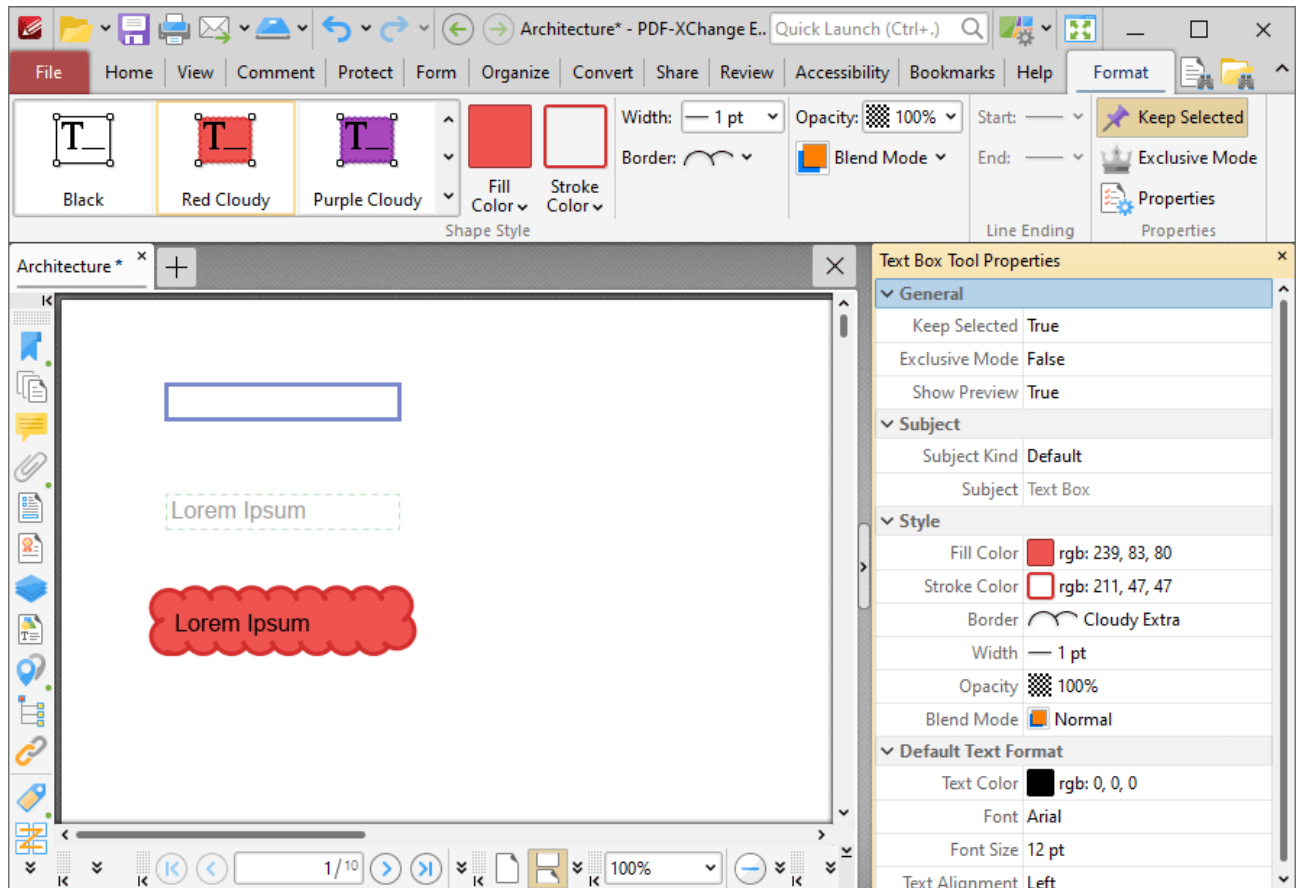 Architecture* - PDF-XChange E.. Quick Launch (Ctrl+.)
File Home View Comment Protect Form Organize Convert Share Review Accessibility Bookmarks Help Format
T_ T_ T_
Black Red Cloudy Purple Cloudy
Fill Color
Stroke Color
Width: 1 pt
Border:
Opacity: 100%
Blend Mode
Start:
End:
Keep Selected
Exclusive Mode
Properties
Shape Style Line Ending Properties
Architecture *
Lorem Ipsum
Lorem Ipsum
1/10 100%
Text Box Tool Properties
General
Keep Selected True
Exclusive Mode False
Show Preview True
Subject
Subject Kind Default
Subject Text Box
Style
Fill Color rgb: 239, 83, 80
Stroke Color rgb: 211, 47, 47
Border Cloudy Extra
Width 1 pt
Opacity 100%
Blend Mode Normal
Default Text Format
Text Color rgb: 0, 0, 0
Font Arial
Font Size 12 pt
Text Alignment Left